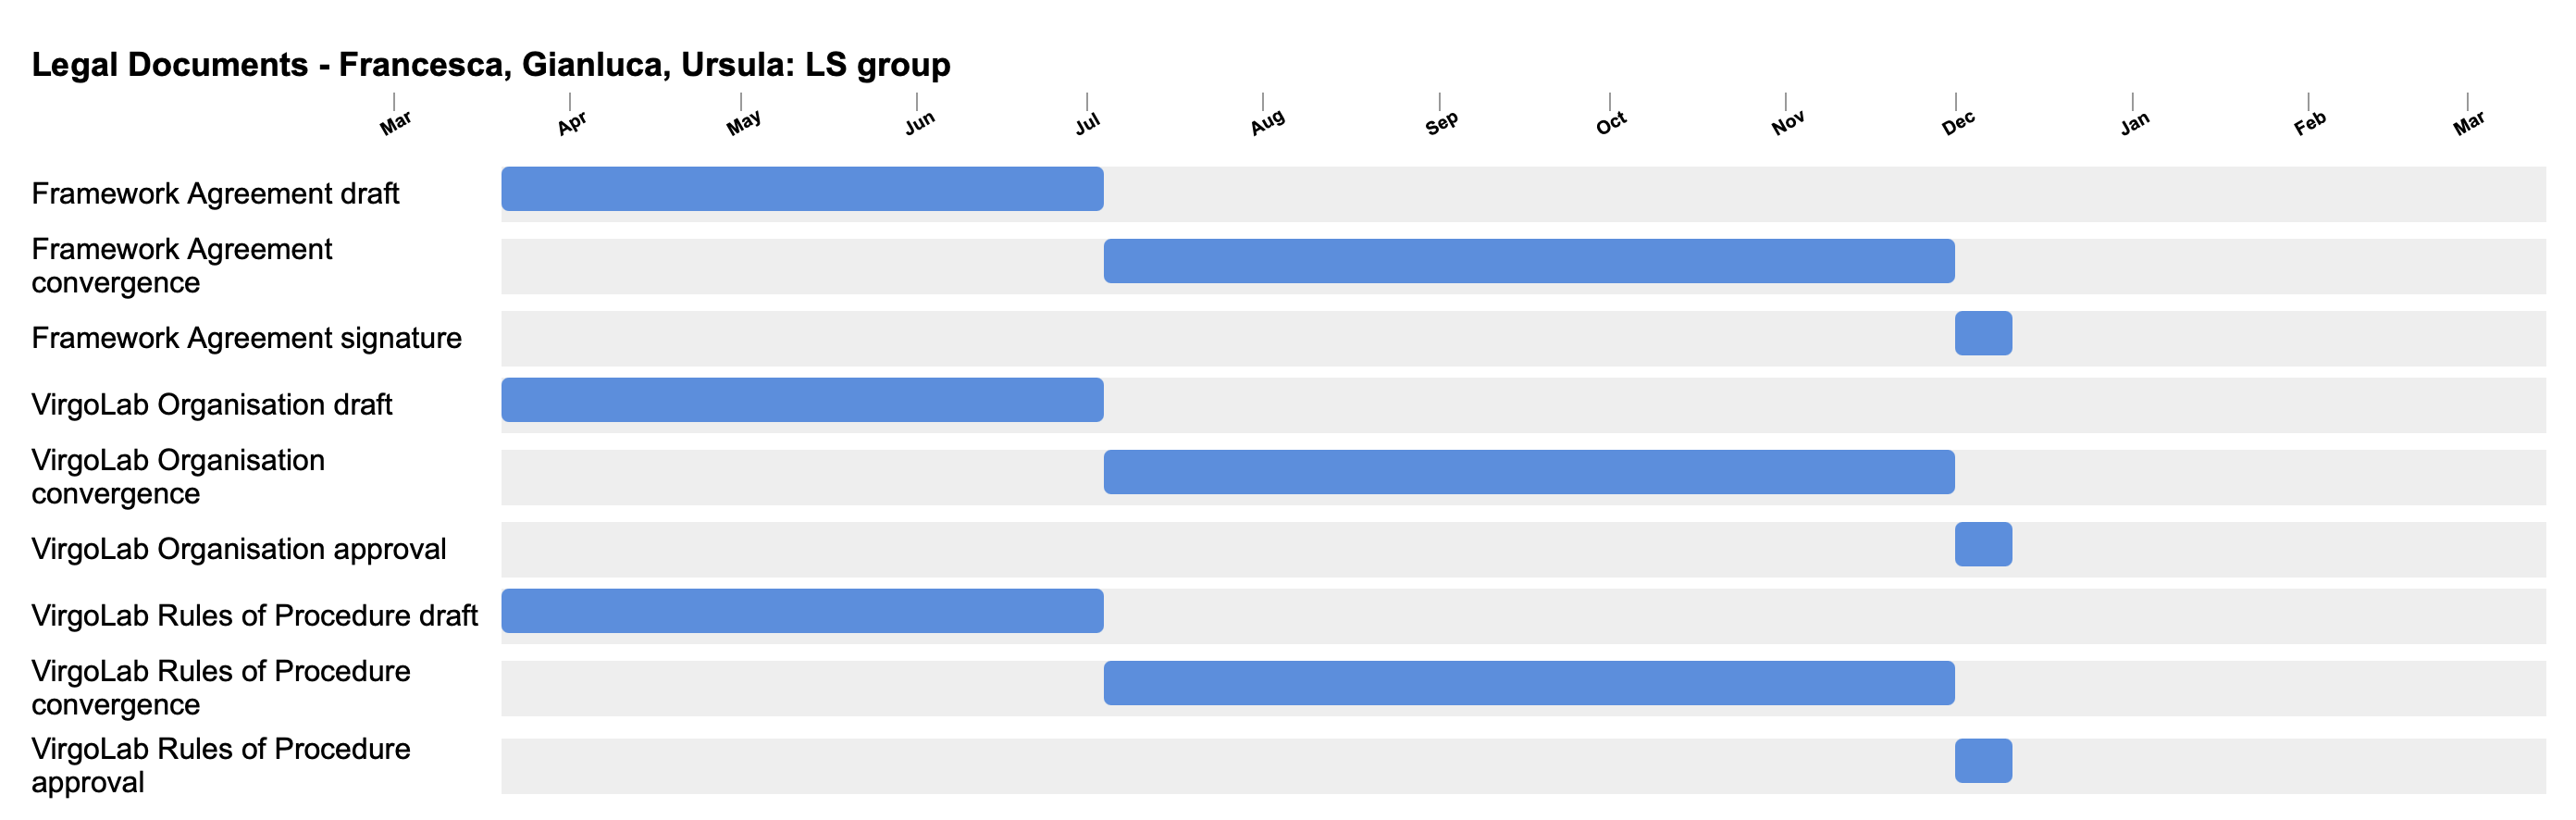 Legal Documents - Francesca, Gianluca, Ursula: LS group
Mar Apr May Jun Jul Aug Sep Oct Nov Dec Jan Feb Mar
Framework Agreement draft
Framework Agreement
convergence
Framework Agreement signature
VirgoLab Organisation draft
VirgoLab Organisation
convergence
VirgoLab Organisation approval
VirgoLab Rules of Procedure draft
VirgoLab Rules of Procedure
convergence
VirgoLab Rules of Procedure
approval